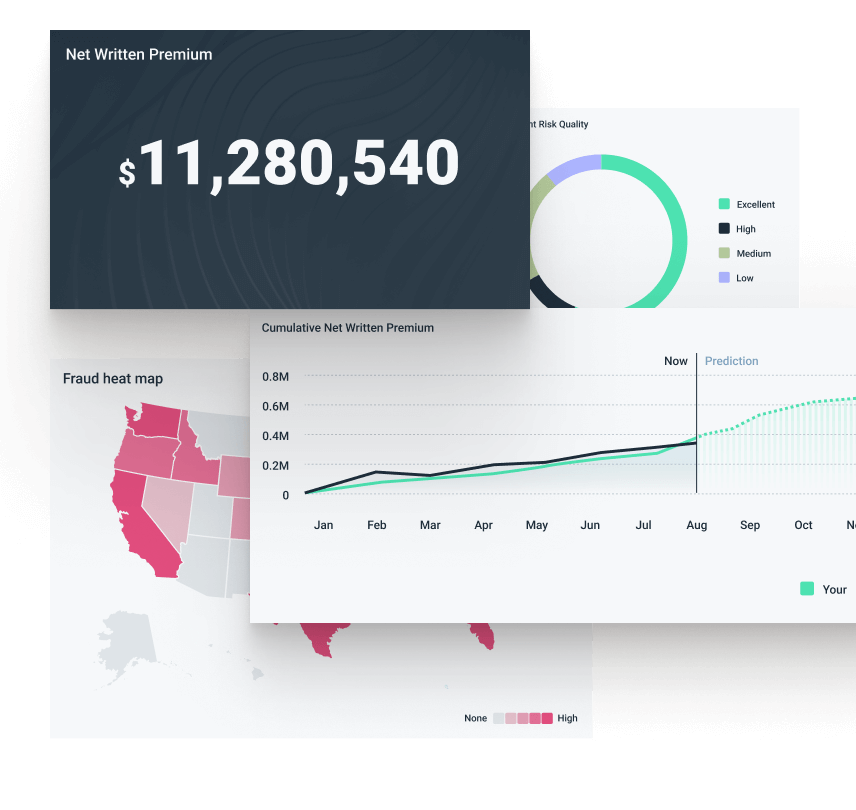 Net Written Premium
$11,280,540
nt Risk Quality
Excellent
High
Medium
Low
Cumulative Net Written Premium
Now
Prediction
0.8M
0.6M
0.4M
0.2M
0
Jan Feb Mar Apr May Jun Jul Aug Sep Oct
Your
Fraud heat map
None
High